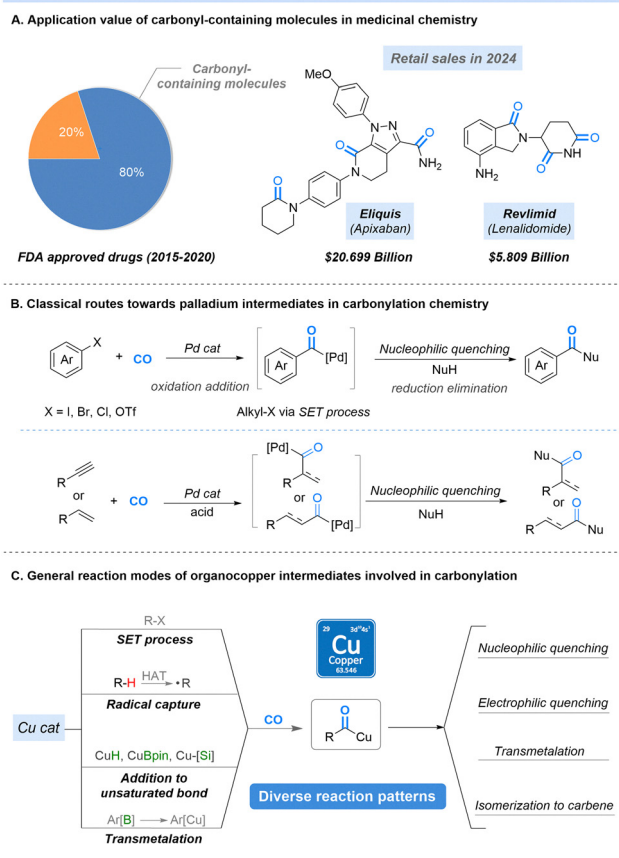 A. Application value of carbonyl-containing molecules in medicinal chemistry
Carbonyl-
containing molecules
20%
80%
FDA approved drugs (2015-2020)
Retail sales in 2024
MeO
N
N
O
O
NH2
N
O
N
Eliquis
(Apixaban)
$20.699 Billion
O
N
O
NH
O
NH2
Revlimid
(Lenalidomide)
$5.809 Billion
B. Classical routes towards palladium intermediates in carbonylation chemistry
Ar
X
+ CO
Pd cat
oxidation addition
O
Ar
[Pd]
Nucleophilic quenching
NuH
reduction elimination
O
Ar
Nu
X = I, Br, Cl, OTf
Alkyl-X via SET process
R
or
R
+ CO
Pd cat
acid
[Pd]
O
R
or
O
R
[Pd]
Nucleophilic quenching
NuH
Nu
O
R
or
O
R
Nu
C. General reaction modes of organocopper intermediates involved in carbonylation
Cu cat
R-X
SET process
R-H HAT •R
Radical capture
CuH, CuBpin, Cu-[Si]
Addition to
unsaturated bond
Ar[B] Ar[Cu]
Transmetalation
CO
29 3d¹⁰4s¹
Cu
Copper
63.546
O
R
Cu
Diverse reaction patterns
Nucleophilic quenching
Electrophilic quenching
Transmetalation
Isomerization to carbene